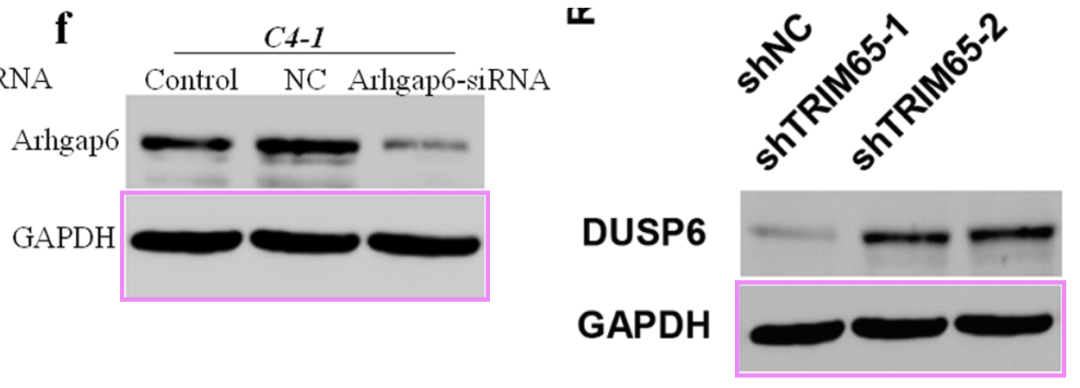 f
C4-1
RNA
Control NC Arhgap6-siRNA
Arhgap6
GAPDH
shNC
shTRIM65-1
shTRIM65-2
DUSP6
GAPDH